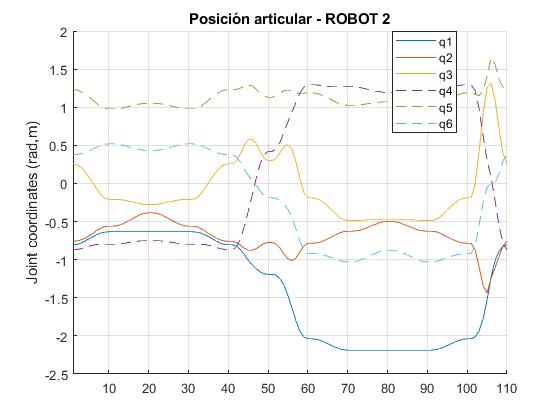 Posición articular - ROBOT 2
Joint coordinates (rad,m)
2
1.5
1
0.5
0
-0.5
-1
-1.5
-2
-2.5
10 20 30 40 50 60 70 80 90 100 110
q1
q2
q3
q4
q5
q6